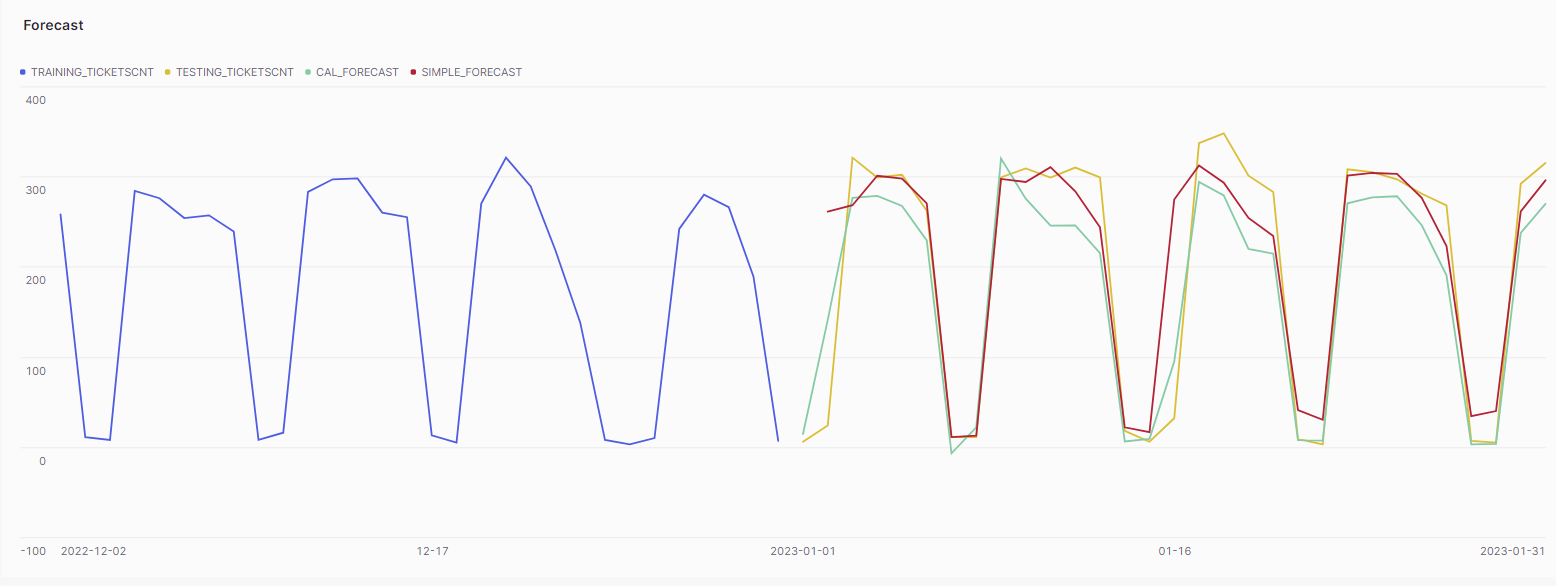 Forecast
TRAINING_TICKETSCNT TESTING_TICKETSCNT CAL_FORECAST SIMPLE_FORECAST
400
300
200
100
0
-100 2022-12-02 12-17 2023-01-01 01-16 2023-01-31